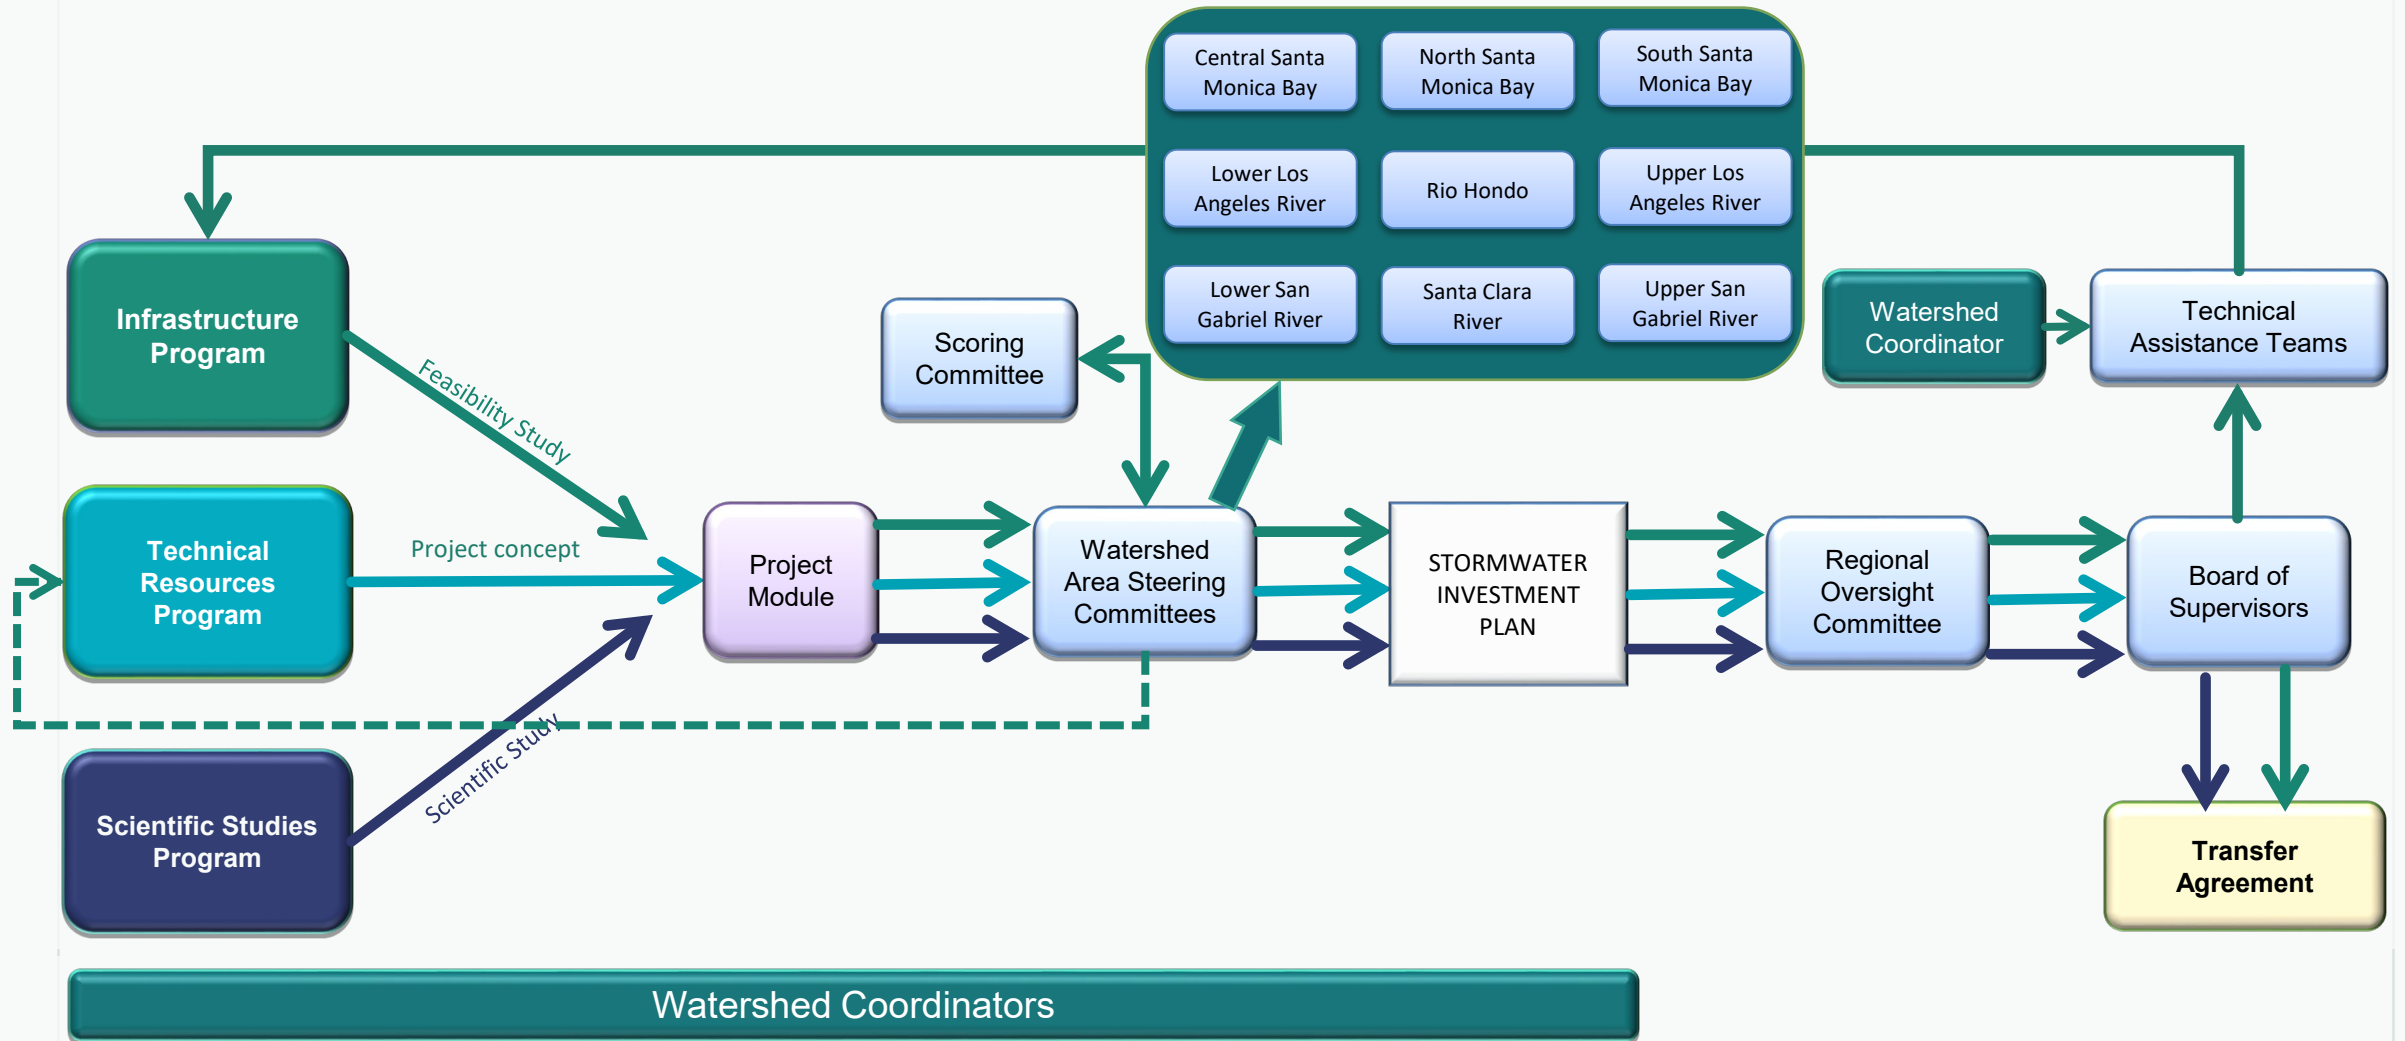 Central Santa
Monica Bay
North Santa
Monica Bay
South Santa
Monica Bay
Lower Los
Angeles River
Rio Hondo
Upper Los
Angeles River
Lower San
Gabriel River
Santa Clara
River
Upper San
Gabriel River
Infrastructure
Program
Feasibility Study
Scoring
Committee
Watershed
Coordinator
Technical
Assistance Teams
Technical
Resources
Program
Project concept
Project
Module
Watershed
Area Steering
Committees
STORMWATER
INVESTMENT
PLAN
Regional
Oversight
Committee
Board of
Supervisors
Scientific Studies
Program
Scientific Study
Transfer
Agreement
Watershed Coordinators